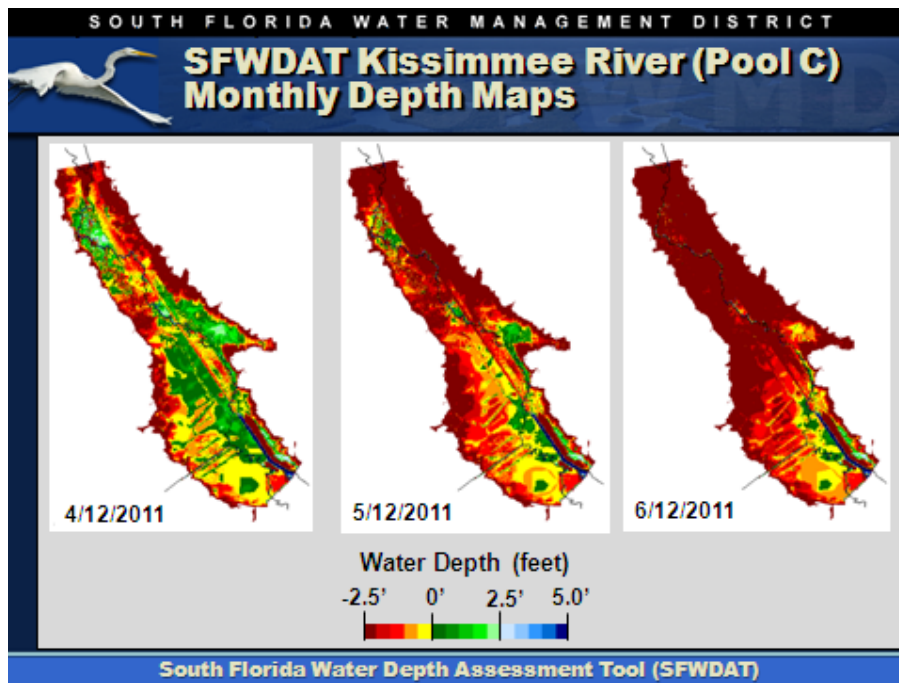 SOUTH FLORIDA WATER MANAGEMENT DISTRICT
SFWDAT Kissimmee River (Pool C)
Monthly Depth Maps
4/12/2011
5/12/2011
6/12/2011
Water Depth (feet)
-2.5' 0' 2.5' 5.0'
South Florida Water Depth Assessment Tool (SFWDAT)